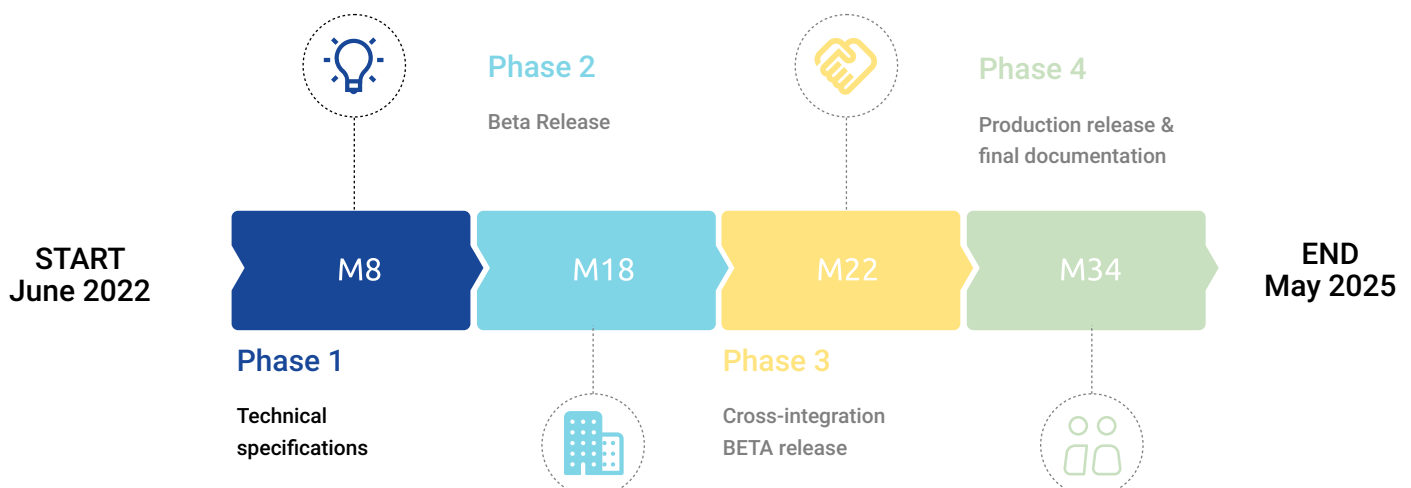 START
June 2022
M8
Phase 1
Technical
specifications
Phase 2
Beta Release
M18
M22
Phase 3
Cross-integration
BETA release
Phase 4
Production release &
final documentation
M34
END
May 2025